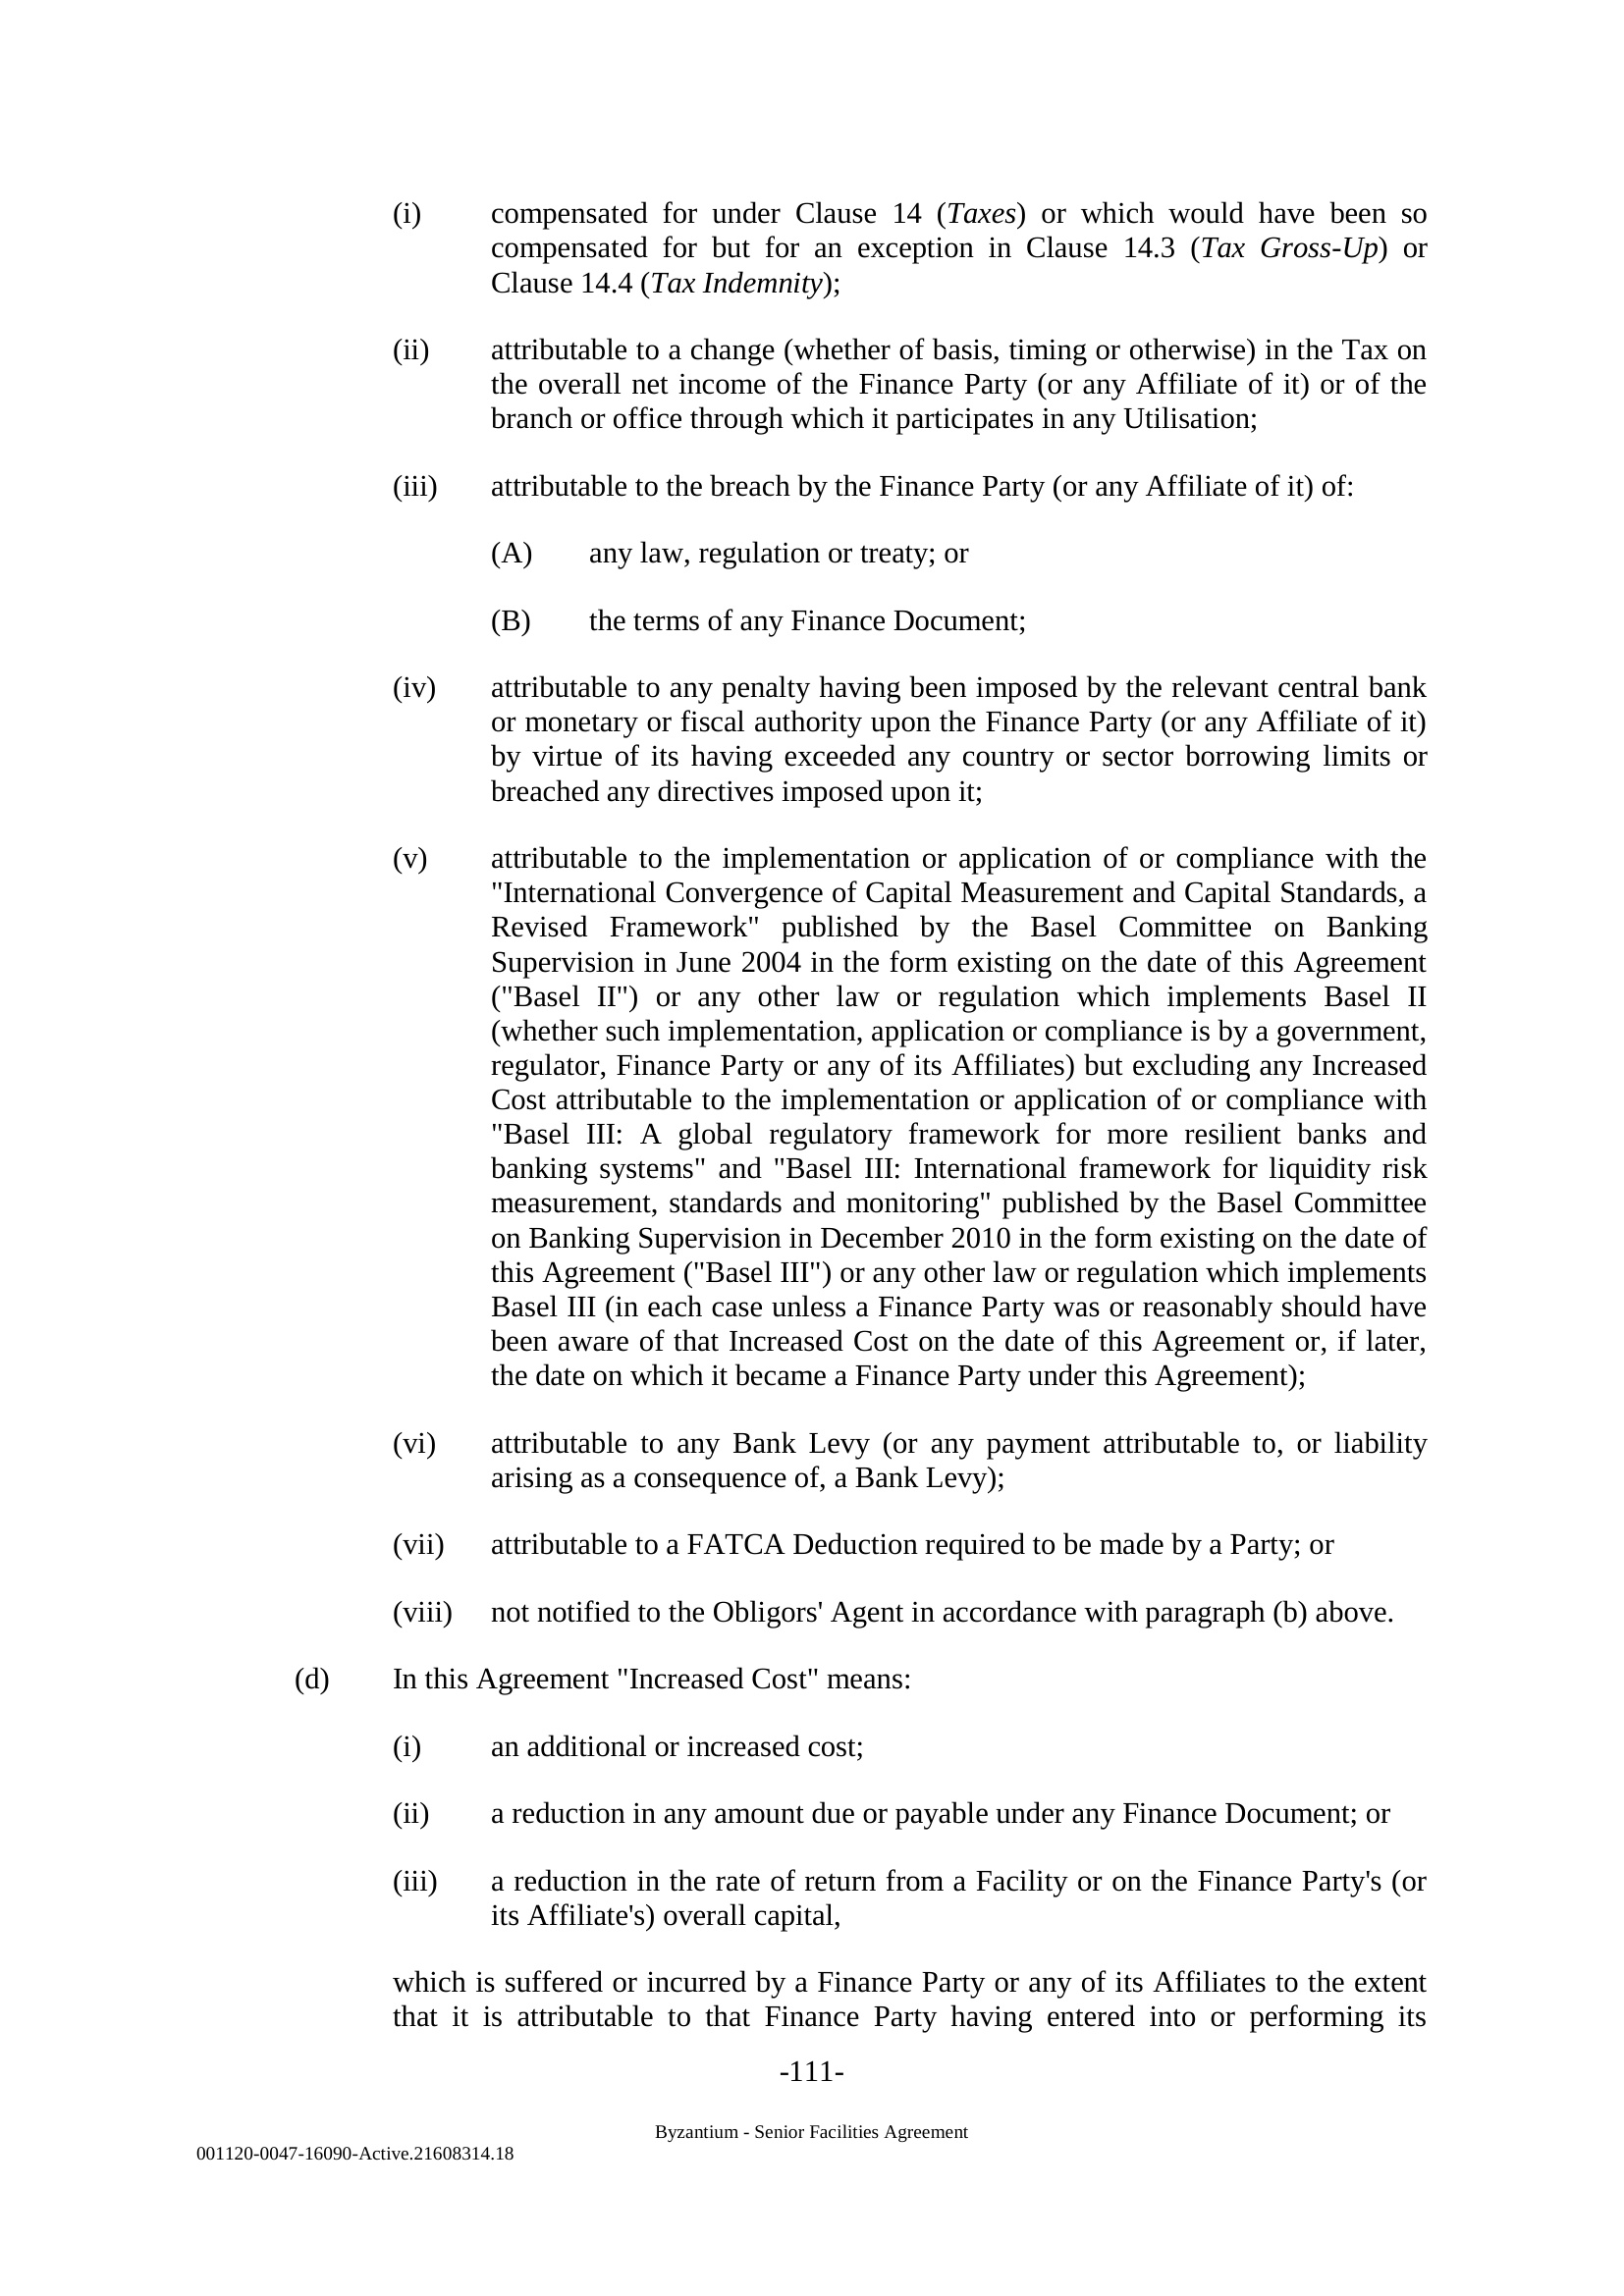 (i) compensated for under Clause 14 (Taxes) or which would have been so
compensated for but for an exception in Clause 14.3 (Tax Gross-Up) or
Clause 14.4 (Tax Indemnity);
(ii) attributable to a change (whether of basis, timing or otherwise) in the Tax on
the overall net income of the Finance Party (or any Affiliate of it) or of the
branch or office through which it participates in any Utilisation;
(iii) attributable to the breach by the Finance Party (or any Affiliate of it) of:
(A) any law, regulation or treaty; or
(B) the terms of any Finance Document;
(iv) attributable to any penalty having been imposed by the relevant central bank
or monetary or fiscal authority upon the Finance Party (or any Affiliate of it)
by virtue of its having exceeded any country or sector borrowing limits or
breached any directives imposed upon it;
(v) attributable to the implementation or application of or compliance with the
"International Convergence of Capital Measurement and Capital Standards, a
Revised Framework" published by the Basel Committee on Banking
Supervision in June 2004 in the form existing on the date of this Agreement
("Basel II") or any other law or regulation which implements Basel II
(whether such implementation, application or compliance is by a government,
regulator, Finance Party or any of its Affiliates) but excluding any Increased
Cost attributable to the implementation or application of or compliance with
"Basel III: A global regulatory framework for more resilient banks and
banking systems" and "Basel III: International framework for liquidity risk
measurement, standards and monitoring" published by the Basel Committee
on Banking Supervision in December 2010 in the form existing on the date of
this Agreement ("Basel III") or any other law or regulation which implements
Basel III (in each case unless a Finance Party was or reasonably should have
been aware of that Increased Cost on the date of this Agreement or, if later,
the date on which it became a Finance Party under this Agreement);
(vi) attributable to any Bank Levy (or any payment attributable to, or liability
arising as a consequence of, a Bank Levy);
(vii) attributable to a FATCA Deduction required to be made by a Party; or
(viii) not notified to the Obligors' Agent in accordance with paragraph (b) above.
(d) In this Agreement "Increased Cost" means:
(i) an additional or increased cost;
(ii) a reduction in any amount due or payable under any Finance Document; or
(iii) a reduction in the rate of return from a Facility or on the Finance Party's (or
its Affiliate's) overall capital,
which is suffered or incurred by a Finance Party or any of its Affiliates to the extent
that it is attributable to that Finance Party having entered into or performing its
-111-
Byzantium - Senior Facilities Agreement
001120-0047-16090-Active.21608314.18